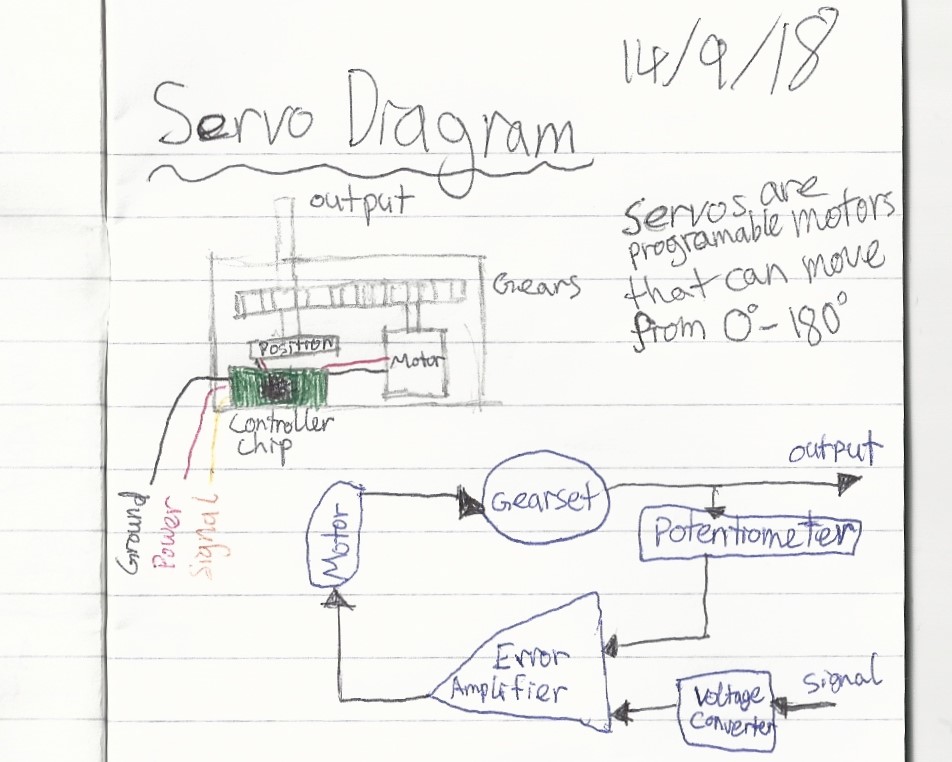 14/9/18
Servo Diagram
output
Servos are
programable motors
that can move
from 0°-180°
Gears
Position
Motor
Controller
Chip
Ground
Power
Signal
output
Gearset
Motor
Potentiometer
Error
Amplifier
Signal
Voltage
Converter